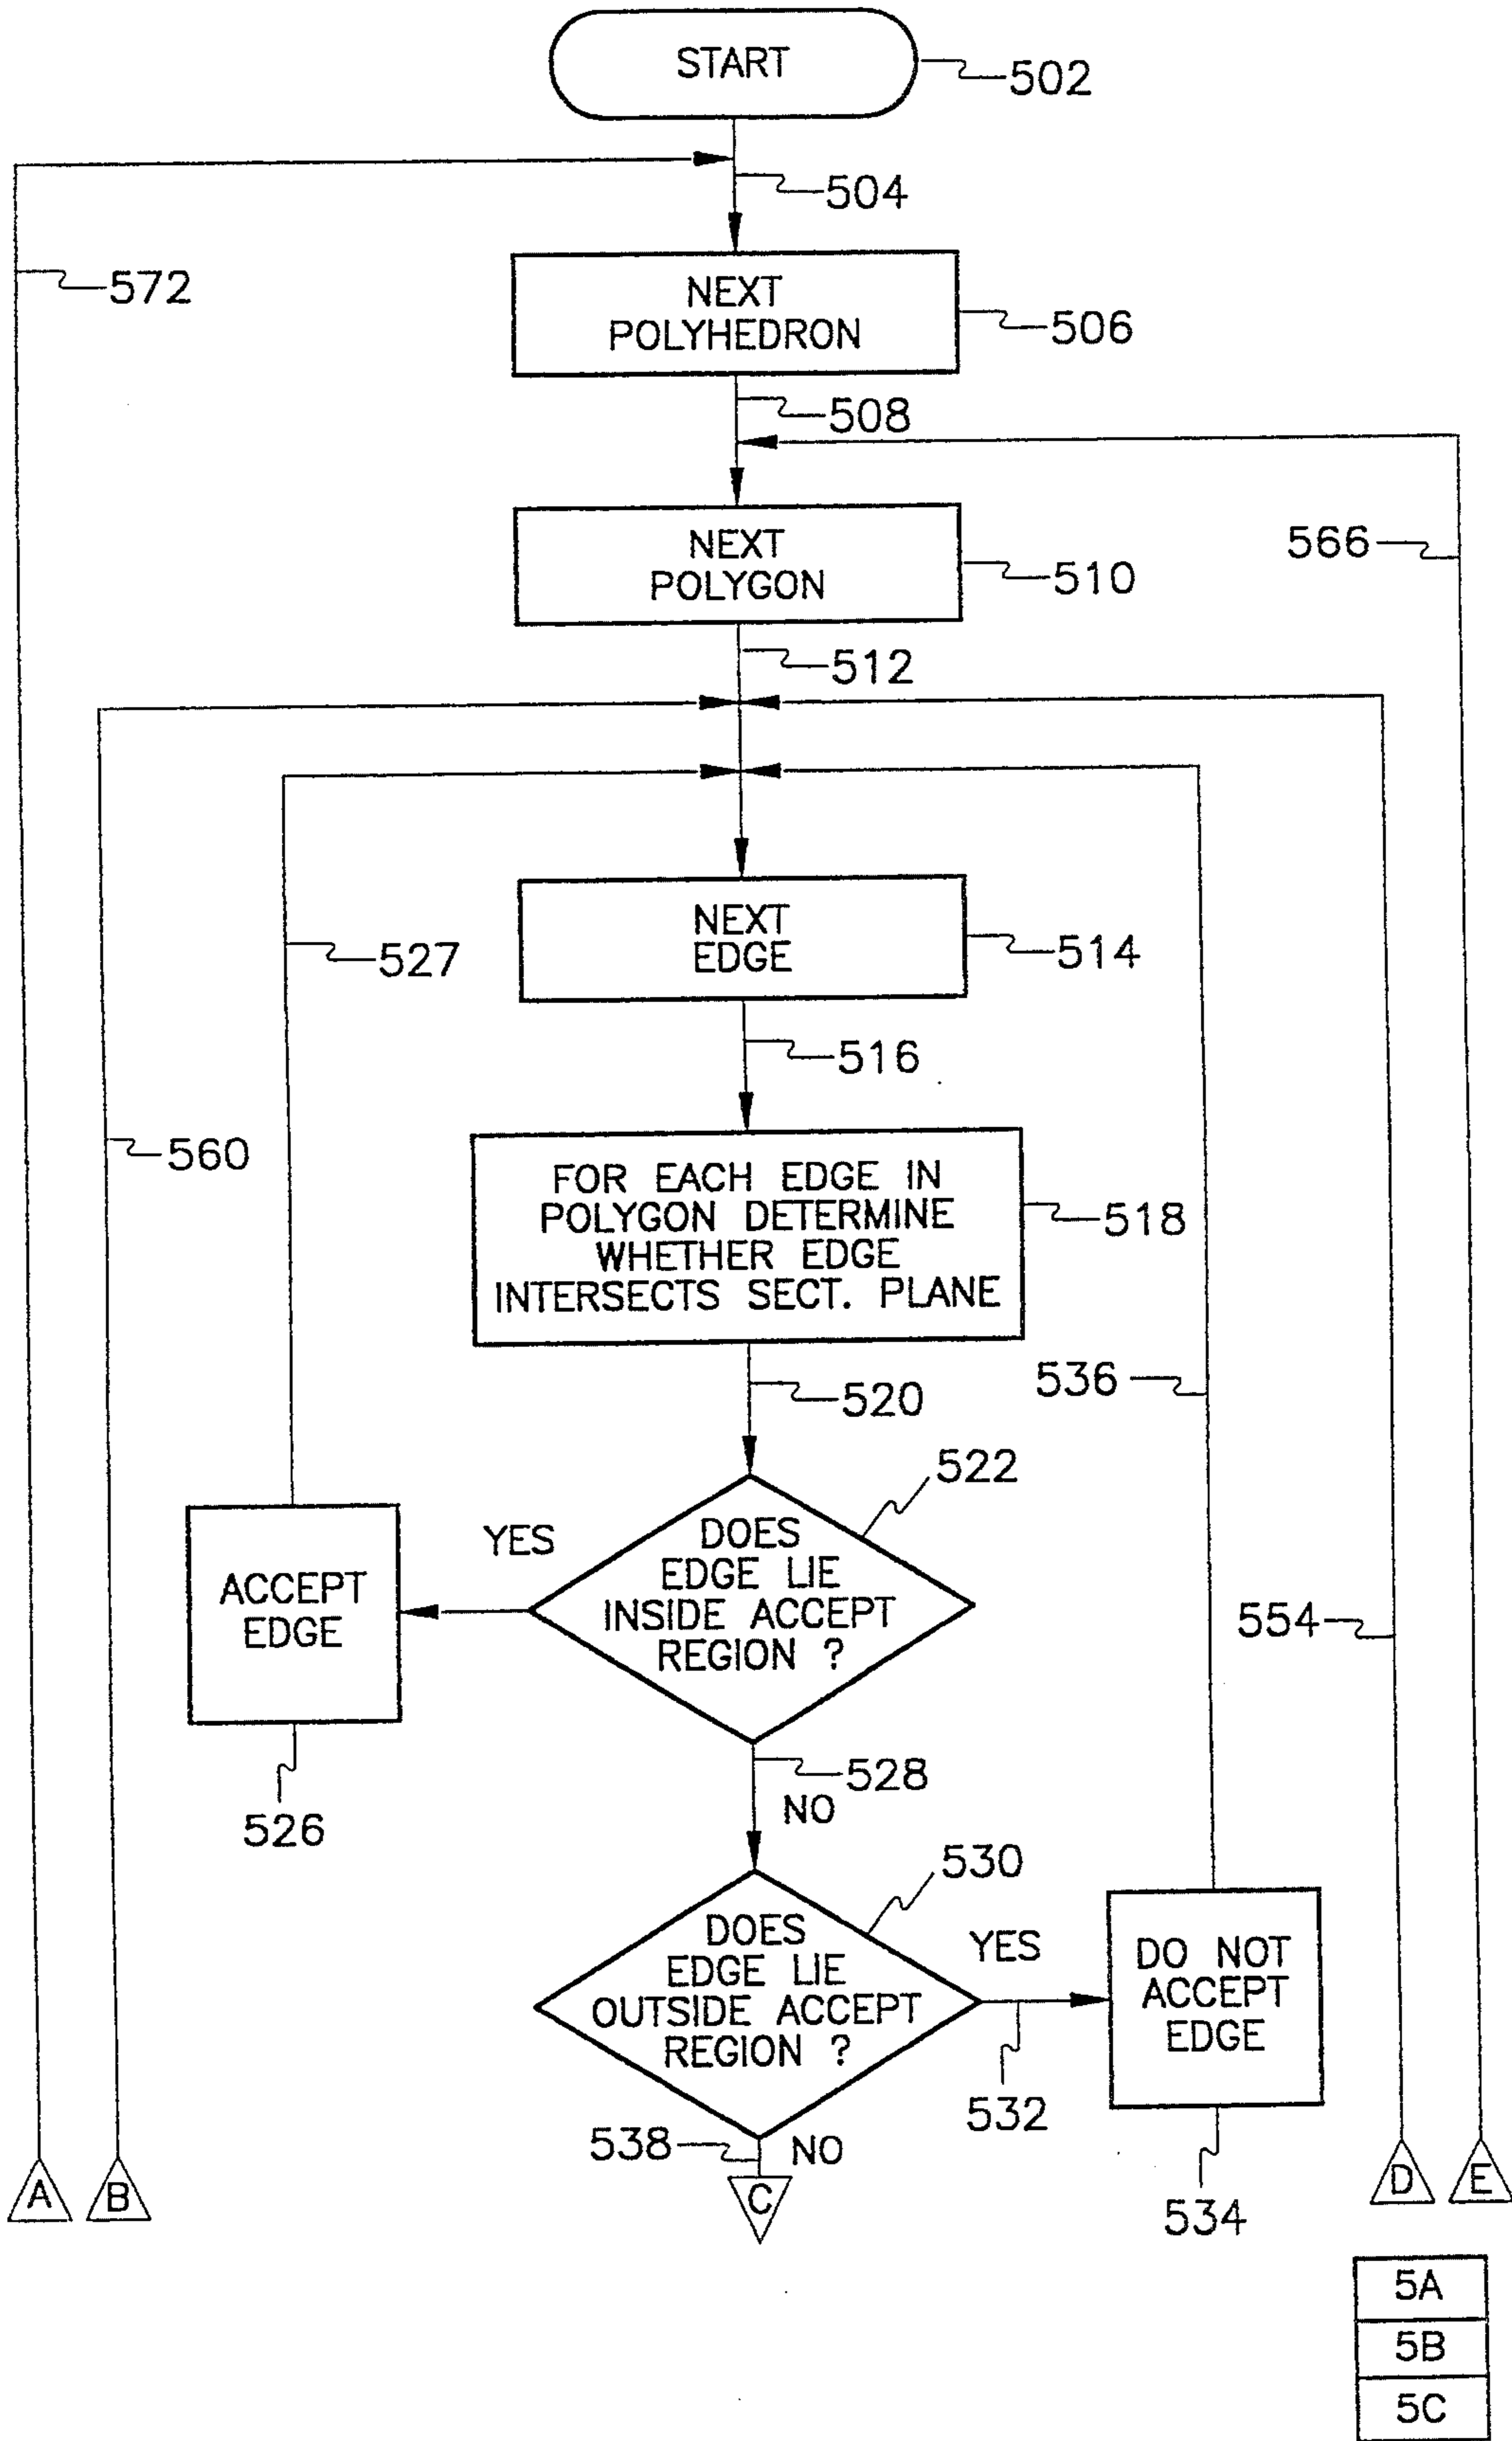 START
502
504
572
NEXT
POLYHEDRON
506
508
NEXT
POLYGON
510
566
512
NEXT
EDGE
514
527
516
560
FOR EACH EDGE IN
POLYGON DETERMINE
WHETHER EDGE
INTERSECTS SECT. PLANE
518
536
520
522
YES
DOES
EDGE LIE
INSIDE ACCEPT
REGION ?
ACCEPT
EDGE
554
528
526
NO
530
DOES
EDGE LIE
OUTSIDE ACCEPT
REGION ?
YES
DO NOT
ACCEPT
EDGE
532
538
NO
534
A
B
C
D
E
5A
5B
5C